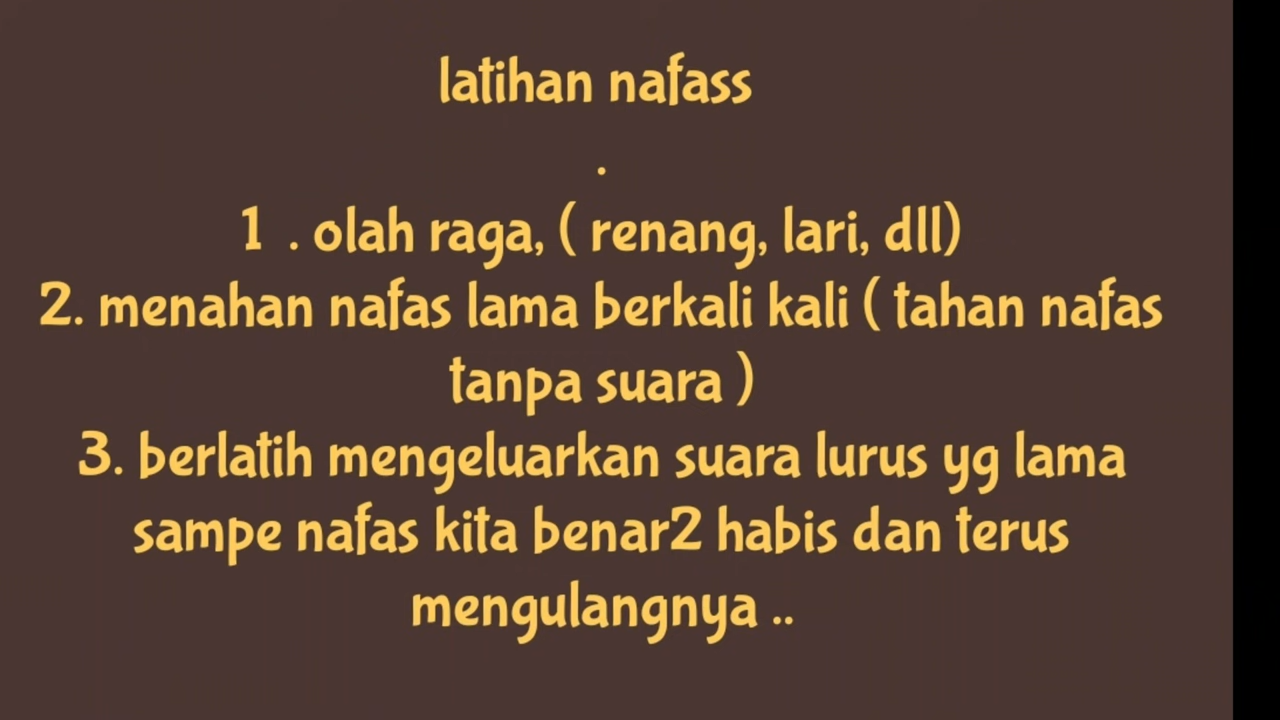 latihan nafass
.
1 . olah raga, ( renang, lari, dll)
2. menahan nafas lama berkali kali ( tahan nafas
tanpa suara )
3. berlatih mengeluarkan suara lurus yg lama
sampe nafas kita benar2 habis dan terus
mengulangnya ..